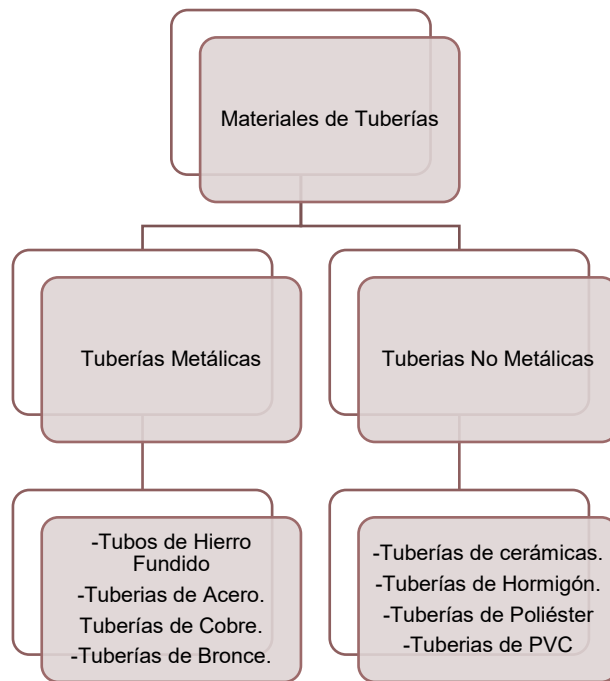 Materiales de Tuberías
Tuberías Metálicas
Tuberias No Metálicas
-Tubos de Hierro
Fundido
-Tuberias de Acero.
Tuberías de Cobre.
-Tuberías de Bronce.
-Tuberías de cerámicas.
-Tuberías de Hormigón.
-Tuberías de Poliéster
-Tuberias de PVC